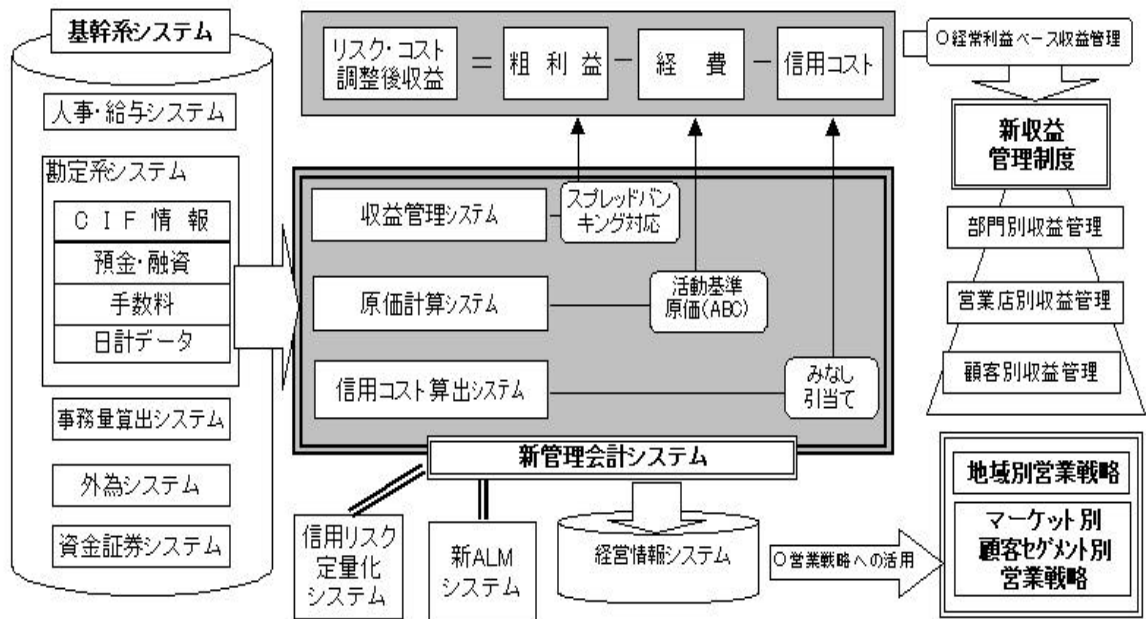 基幹系システム
人事・給与システム
勘定系システム
ＣＩＦ情報
預金・融資
手数料
日計データ
事務量算出システム
外為システム
資金証券システム
リスク・コスト
調整後収益
＝
粗利益
－
経費
－
信用コスト
収益管理システム
スプレッドバン
キング対応
原価計算システム
活動基準
原価(ABC)
信用コスト算出システム
みなし
引当て
新管理会計システム
信用リスク
定量化
システム
新ALM
システム
経営情報システム
○経常利益ベース収益管理
新収益
管理制度
部門別収益管理
営業店別収益管理
顧客別収益管理
○営業戦略への活用
地域別営業戦略
マーケット別
顧客セグメント別
営業戦略